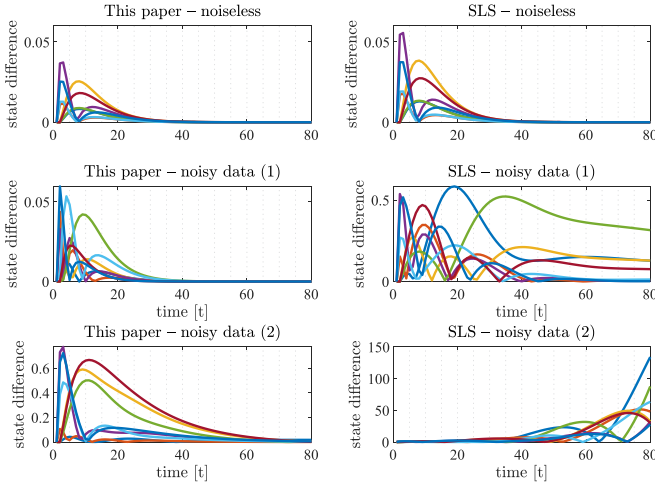 This paper – noiseless
state difference
0.05
0
0 20 40 60 80
SLS – noiseless
state difference
0.05
0
0 20 40 60 80
This paper – noisy data (1)
state difference
0.05
0
0 20 40 60 80
time [t]
SLS – noisy data (1)
state difference
0.5
0
0 20 40 60 80
time [t]
This paper – noisy data (2)
state difference
0.6
0.4
0.2
0
0 20 40 60 80
time [t]
SLS – noisy data (2)
state difference
150
100
50
0
0 20 40 60 80
time [t]